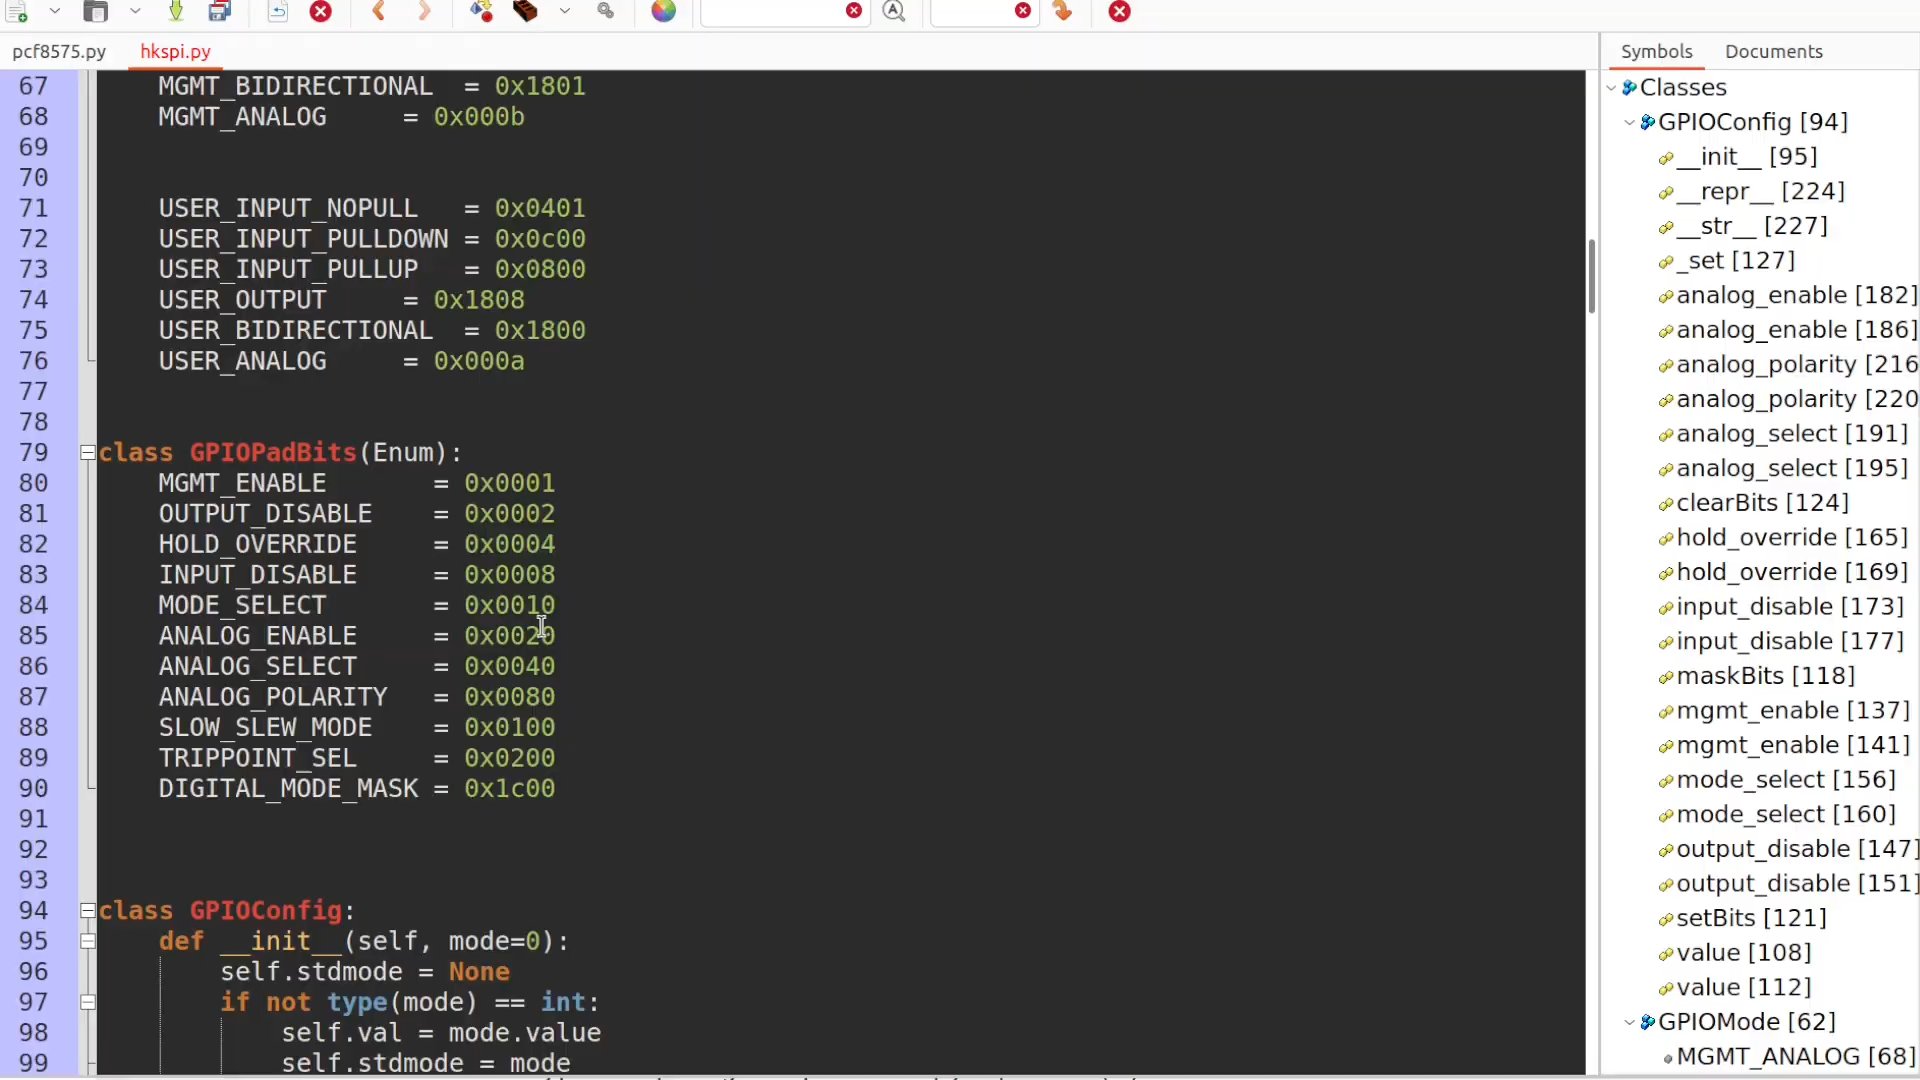 pcf8575.py hkspi.py
67 MGMT_BIDIRECTIONAL = 0x1801
68 MGMT_ANALOG = 0x000b
69
70
71 USER_INPUT_NOPULL = 0x0401
72 USER_INPUT_PULLDOWN = 0x0c00
73 USER_INPUT_PULLUP = 0x0800
74 USER_OUTPUT = 0x1808
75 USER_BIDIRECTIONAL = 0x1800
76 USER_ANALOG = 0x000a
77
78
79 class GPIOPadBits(Enum):
80 MGMT_ENABLE = 0x0001
81 OUTPUT_DISABLE = 0x0002
82 HOLD_OVERRIDE = 0x0004
83 INPUT_DISABLE = 0x0008
84 MODE_SELECT = 0x0010
85 ANALOG_ENABLE = 0x0020
86 ANALOG_SELECT = 0x0040
87 ANALOG_POLARITY = 0x0080
88 SLOW_SLEW_MODE = 0x0100
89 TRIPPOINT_SEL = 0x0200
90 DIGITAL_MODE_MASK = 0x1c00
91
92
93
94 class GPIOConfig:
95 def __init__(self, mode=0):
96 self.stdmode = None
97 if not type(mode) == int:
98 self.val = mode.value
99 self.stdmode = mode
Symbols Documents
Classes
GPIOConfig [94]
__init__ [95]
__repr__ [224]
__str__ [227]
_set [127]
analog_enable [182]
analog_enable [186]
analog_polarity [216
analog_polarity [220
analog_select [191]
analog_select [195]
clearBits [124]
hold_override [165]
hold_override [169]
input_disable [173]
input_disable [177]
maskBits [118]
mgmt_enable [137]
mgmt_enable [141]
mode_select [156]
mode_select [160]
output_disable [147]
output_disable [151]
setBits [121]
value [108]
value [112]
GPIOMode [62]
MGMT_ANALOG [68]